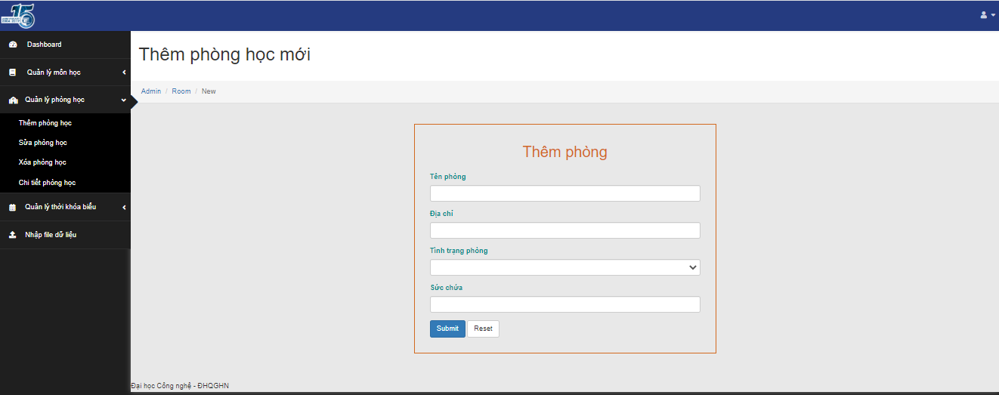 15
Dashboard
Quản lý môn học
Quản lý phòng học
Thêm phòng học
Sửa phòng học
Xóa phòng học
Chi tiết phòng học
Quản lý thời khóa biểu
Nhập file dữ liệu
Thêm phòng học mới
Admin / Room / New
Thêm phòng
Tên phòng
Địa chỉ
Tình trạng phòng
Sức chứa
Submit Reset
Đại học Công nghệ - ĐHQGHN